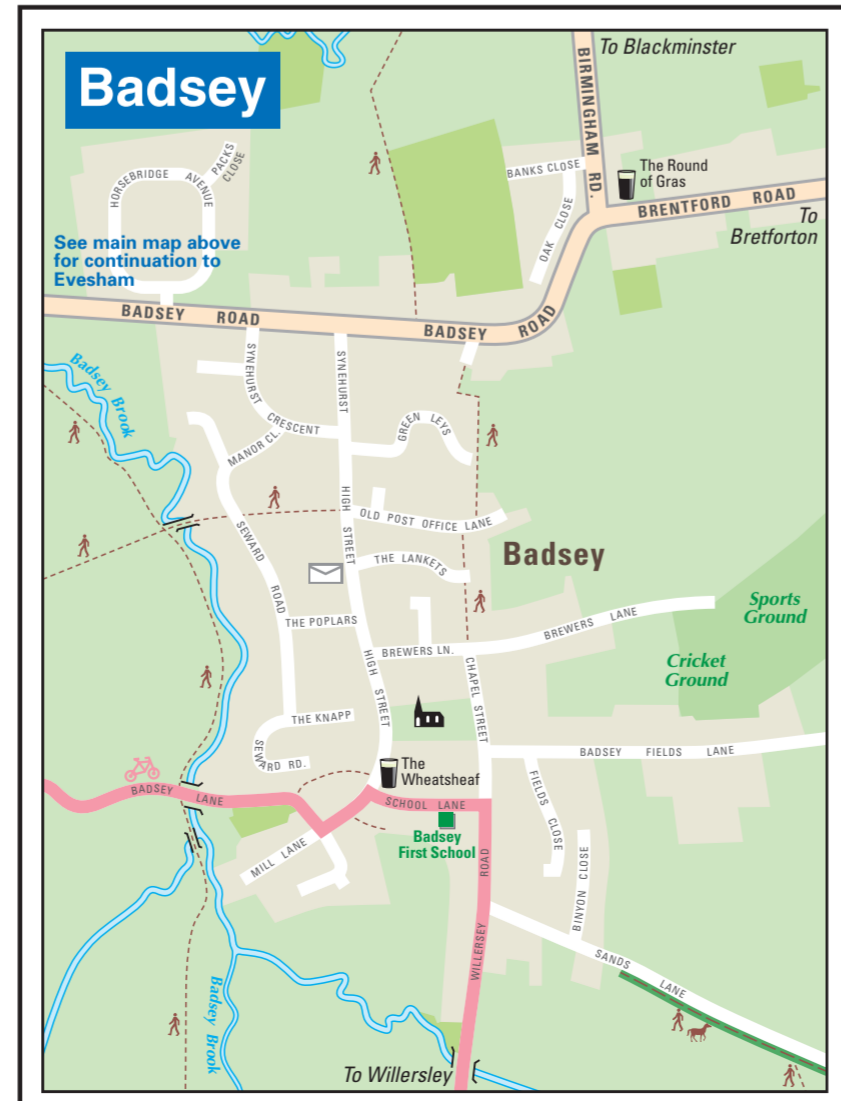 Badsey
To Blackminster
BIRMINGHAM RD.
The Round
of Gras
BANKS CLOSE
OAK CLOSE
BRENTFORD ROAD
To
Bretforton
HORSEBRIDGE AVENUE
PACKS
CLOSE
See main map above
for continuation to
Evesham
BADSEY ROAD
BADSEY ROAD
Badsey Brook
SYNEHURST
CRESCENT
SYNEHURST
MANOR CL.
GREEN LEYS
HIGH STREET
OLD POST OFFICE LANE
SEWARD ROAD
THE LANKETS
Badsey
THE POPLARS
BREWERS LN.
BREWERS LANE
Sports
Ground
Cricket
Ground
HIGH STREET
CHAPEL STREET
THE KNAPP
SEWARD RD.
BADSEY FIELDS LANE
The
Wheatsheaf
BADSEY LANE
SCHOOL LANE
Badsey
First School
FIELDS CLOSE
MILL LANE
BINYON CLOSE
WILLERSEY ROAD
SANDS LANE
Badsey Brook
To Willersley